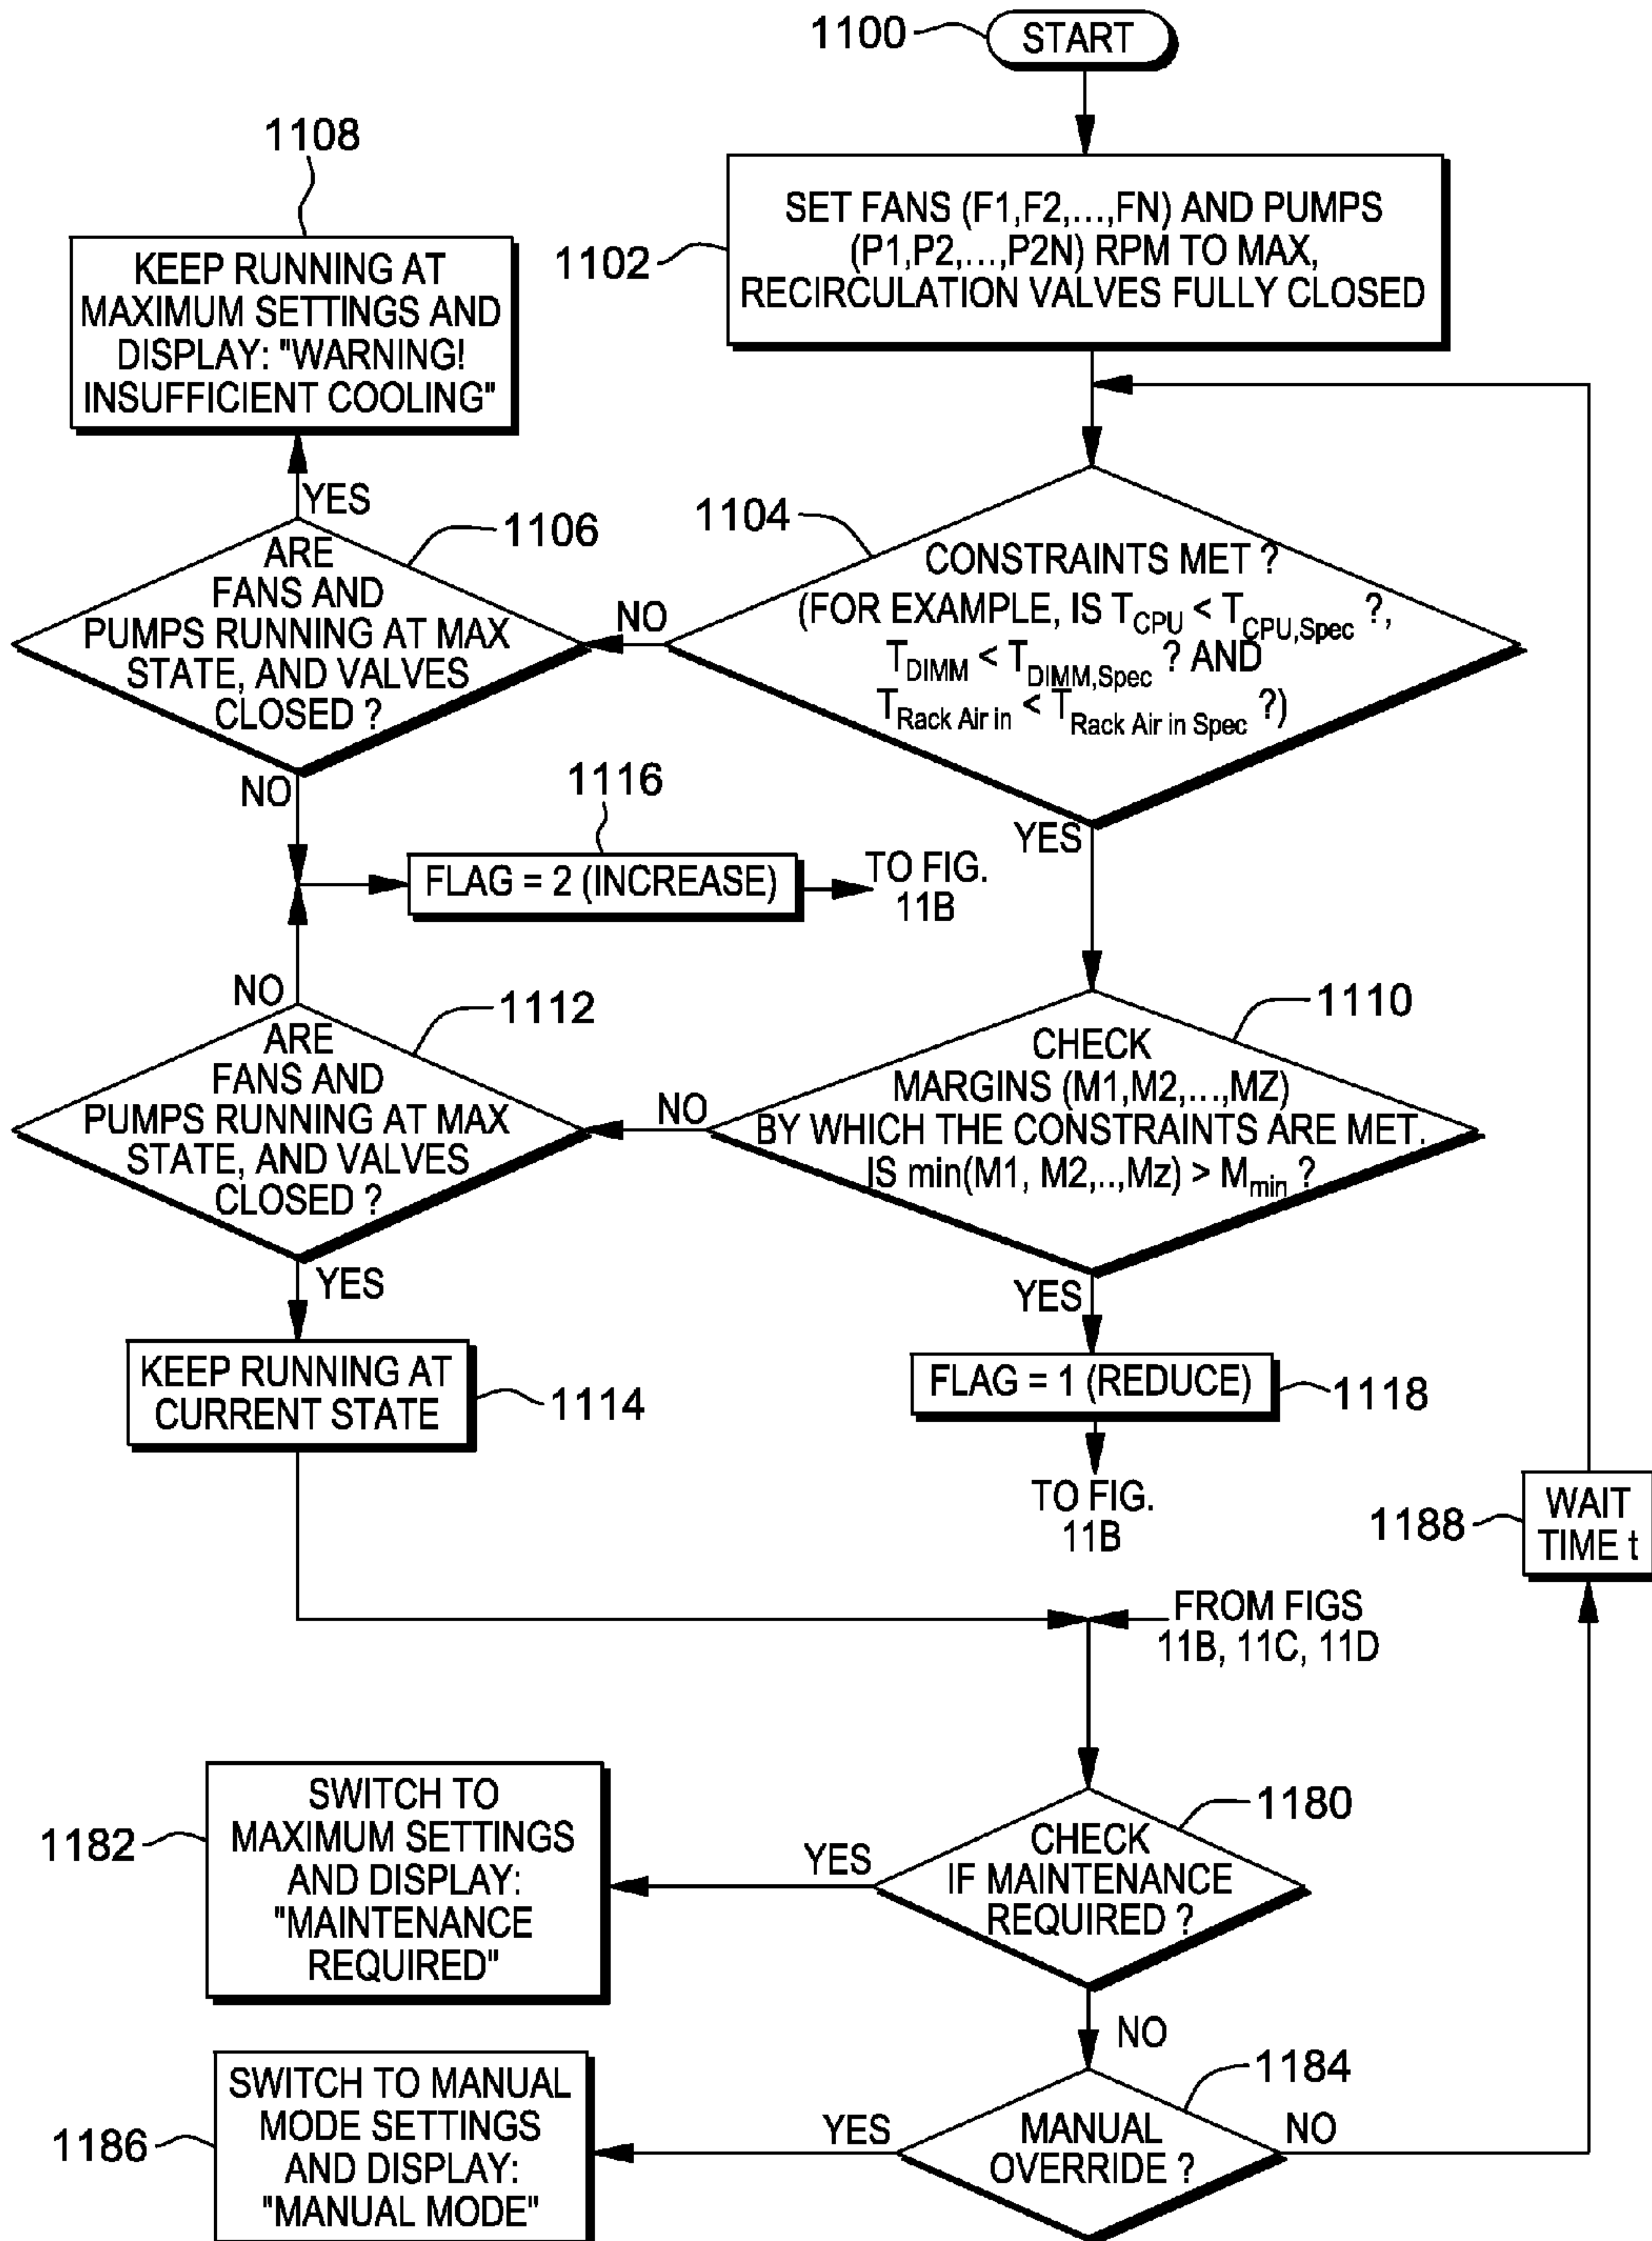 1100
START
1108
1102
SET FANS (F1,F2,...,FN) AND PUMPS
(P1,P2,...,P2N) RPM TO MAX,
RECIRCULATION VALVES FULLY CLOSED
KEEP RUNNING AT
MAXIMUM SETTINGS AND
DISPLAY: "WARNING!
INSUFFICIENT COOLING"
YES
1106
ARE
FANS AND
PUMPS RUNNING AT MAX
STATE, AND VALVES
CLOSED ?
NO
1104
CONSTRAINTS MET ?
(FOR EXAMPLE, IS T_CPU < T_CPU,Spec ?,
T_DIMM < T_DIMM,Spec ? AND
T_Rack Air in < T_Rack Air in Spec ?)
NO
1116
FLAG = 2 (INCREASE)
TO FIG.
11B
YES
NO
1112
ARE
FANS AND
PUMPS RUNNING AT MAX
STATE, AND VALVES
CLOSED ?
NO
1110
CHECK
MARGINS (M1,M2,...,MZ)
BY WHICH THE CONSTRAINTS ARE MET.
IS min(M1, M2,..,Mz) > M_min ?
YES
YES
KEEP RUNNING AT
CURRENT STATE
1114
FLAG = 1 (REDUCE)
1118
TO FIG.
11B
1188
WAIT
TIME t
FROM FIGS
11B, 11C, 11D
1182
SWITCH TO
MAXIMUM SETTINGS
AND DISPLAY:
"MAINTENANCE
REQUIRED"
YES
1180
CHECK
IF MAINTENANCE
REQUIRED ?
NO
1186
SWITCH TO MANUAL
MODE SETTINGS
AND DISPLAY:
"MANUAL MODE"
YES
1184
MANUAL
OVERRIDE ?
NO